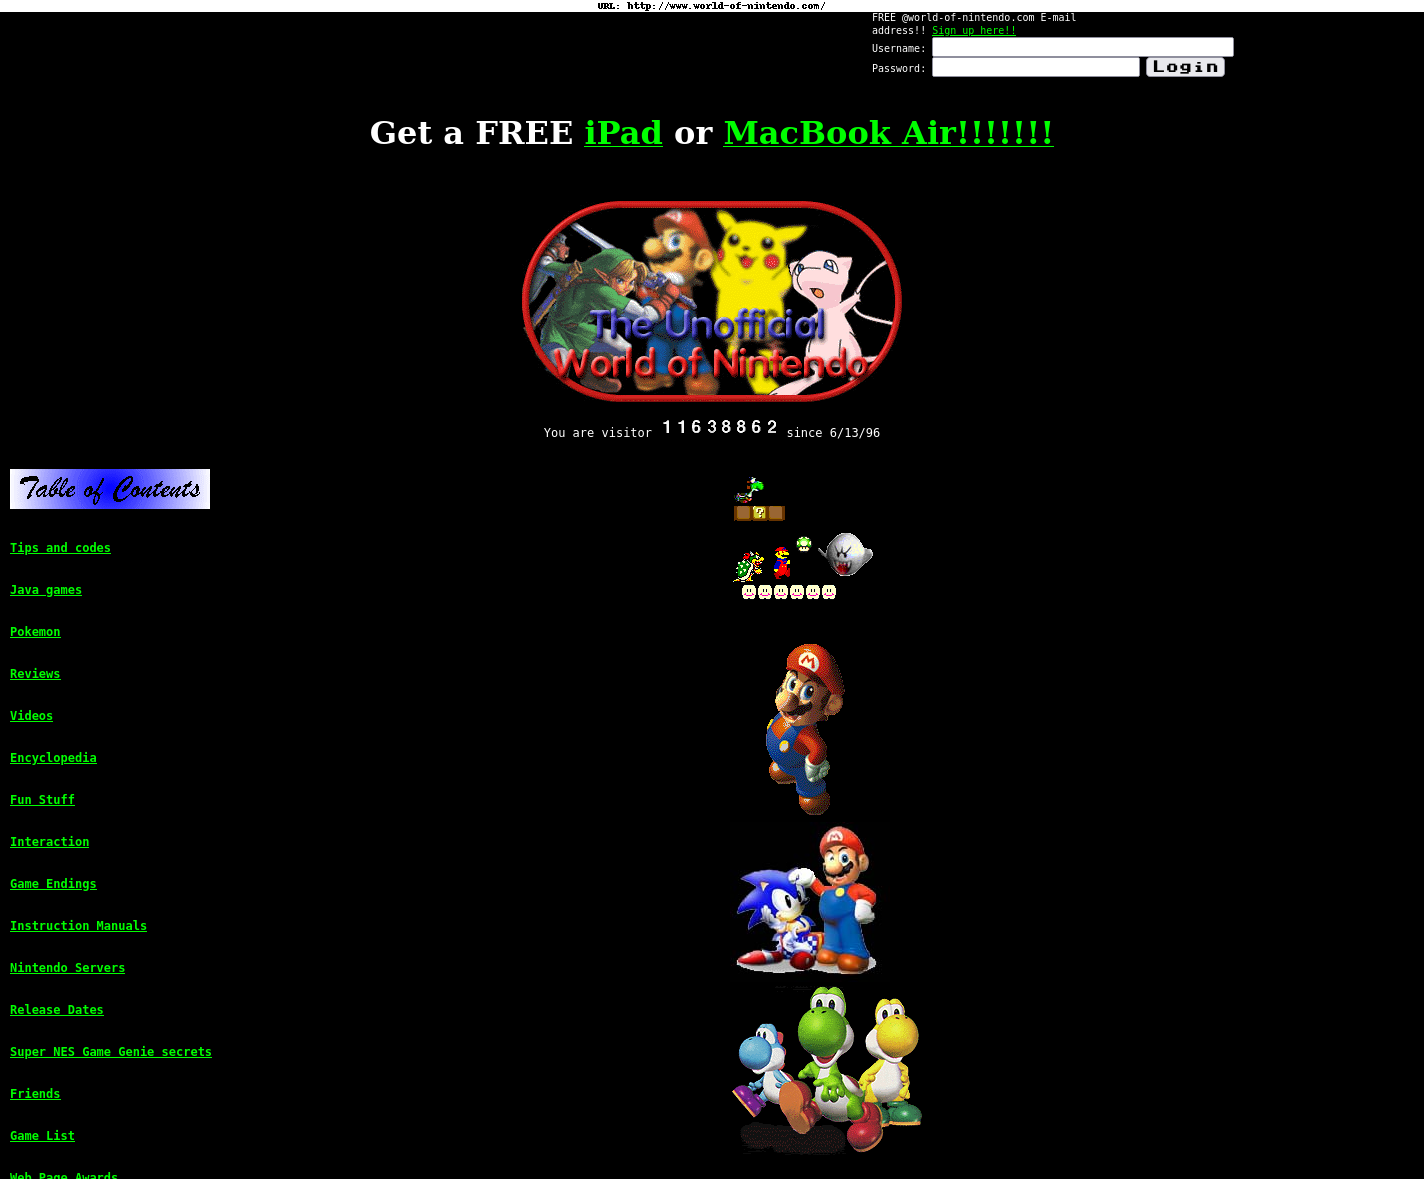 URL: http://www.world-of-nintendo.com/
FREE @world-of-nintendo.com E-mail
address!! Sign up here!!
Username:
Password: Login
Get a FREE iPad or MacBook Air!!!!!!!
The Unofficial
World of Nintendo
You are visitor 11638862 since 6/13/96
Table of Contents
Tips and codes
Java games
Pokemon
Reviews
Videos
Encyclopedia
Fun Stuff
Interaction
Game Endings
Instruction Manuals
Nintendo Servers
Release Dates
Super NES Game Genie secrets
Friends
Game List
Web Page Awards